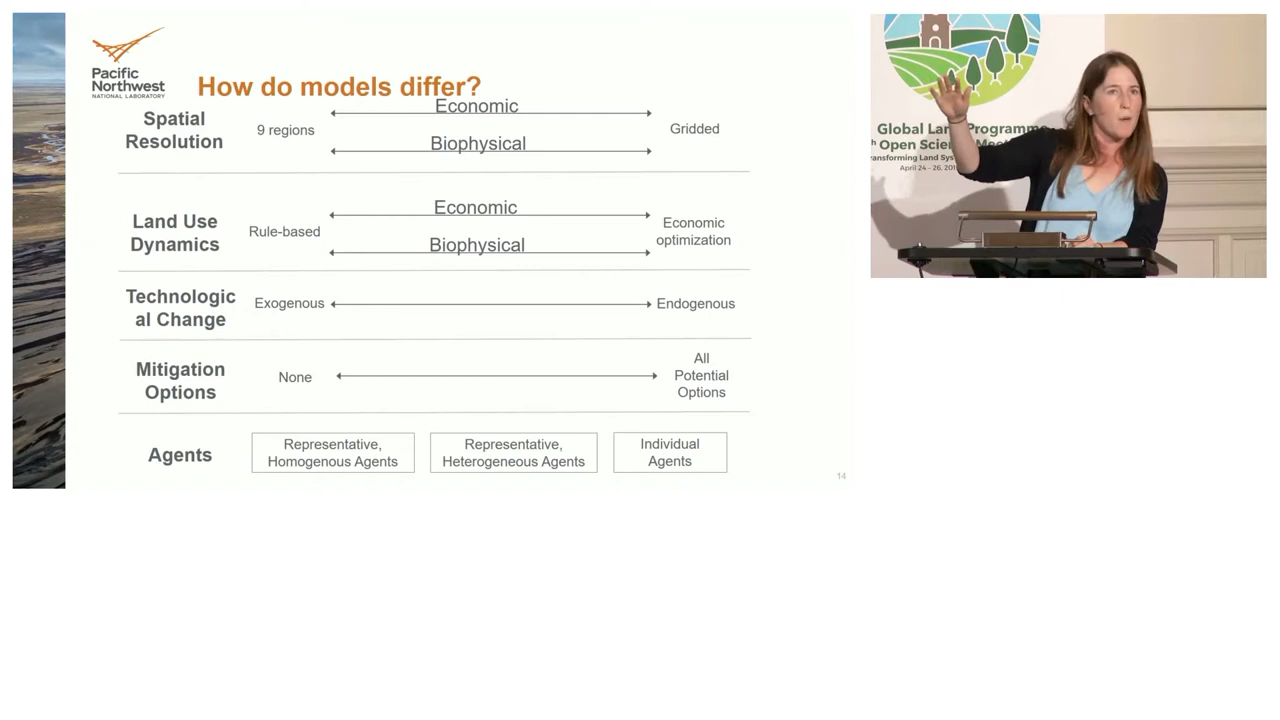 Pacific
Northwest
NATIONAL LABORATORY
How do models differ?
Spatial
Resolution
9 regions
Economic
Biophysical
Gridded
Land Use
Dynamics
Rule-based
Economic
Biophysical
Economic
optimization
Technologic
al Change
Exogenous
Endogenous
Mitigation
Options
None
All
Potential
Options
Agents
Representative,
Homogenous Agents
Representative,
Heterogeneous Agents
Individual
Agents
14
Global Land Programme
Open Science Meet
ransforming Land Sys
April 24 – 26, 201